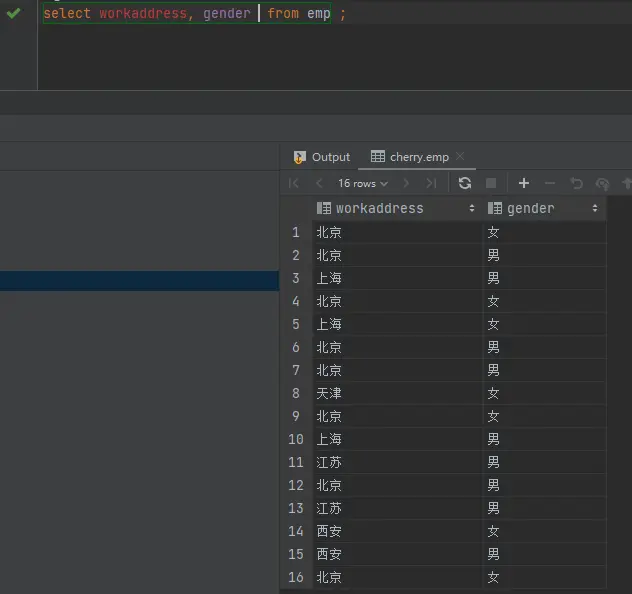 select workaddress, gender from emp ;
Output cherry.emp
16 rows
workaddress gender
1 北京 女
2 北京 男
3 上海 男
4 北京 女
5 上海 女
6 北京 男
7 北京 男
8 天津 女
9 北京 女
10 上海 男
11 江苏 男
12 北京 男
13 江苏 男
14 西安 女
15 西安 男
16 北京 女